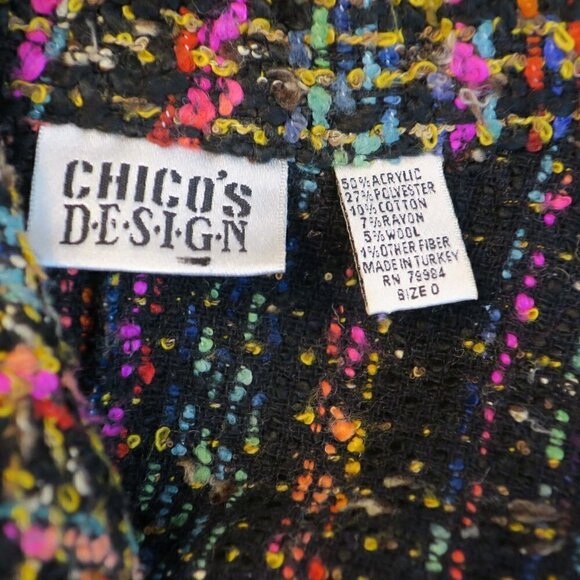 CHICO'S
D·E·S·I·G·N
50% ACRYLIC
27% POLYESTER
10% COTTON
7% RAYON
5% WOOL
1% OTHER FIBER
MADE IN TURKEY
RN 79984
SIZE 0